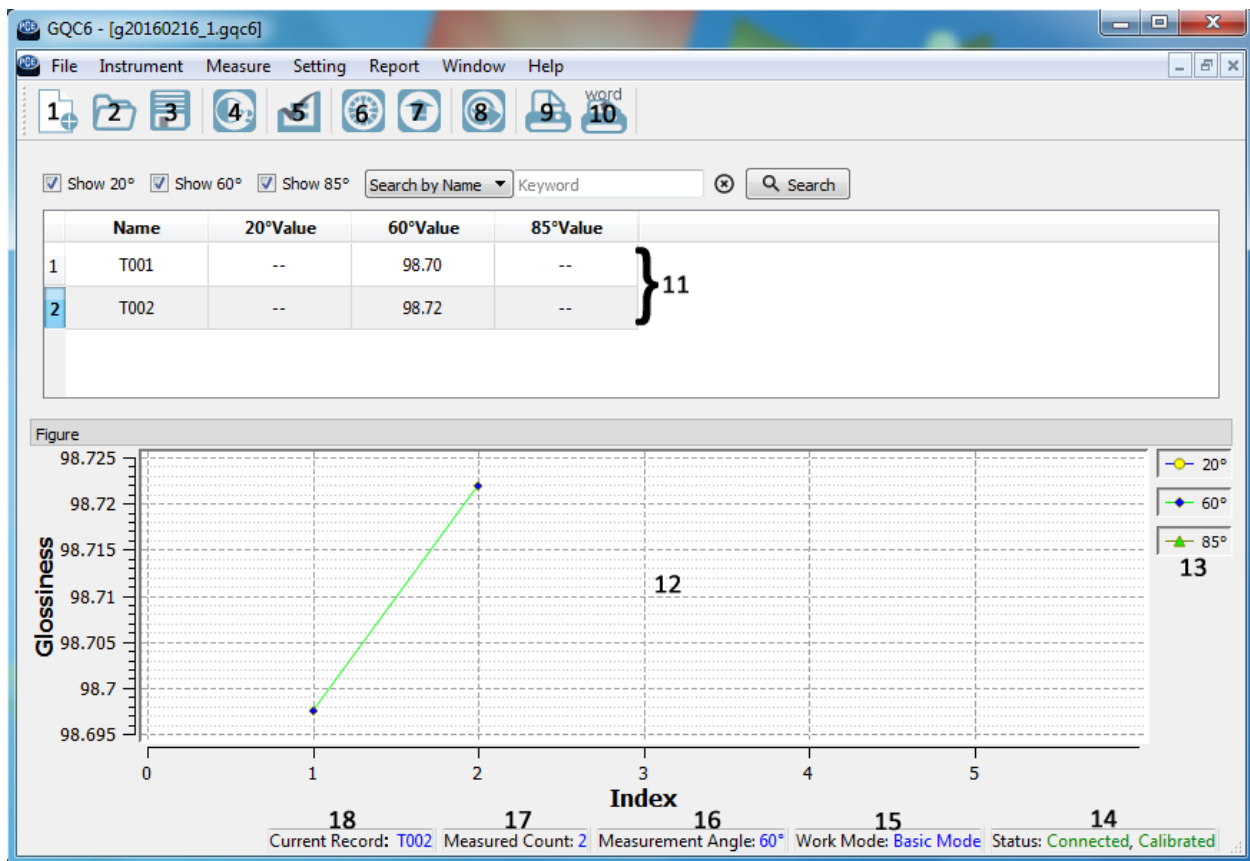 PCE GQC6 - [g20160216_1.gqc6]
PCE File Instrument Measure Setting Report Window Help
1 2 3 4 5 6 7 8 9 word 10
Show 20° Show 60° Show 85° Search by Name Keyword Search
Name 20°Value 60°Value 85°Value
1 T001 -- 98.70 --
11
2 T002 -- 98.72 --
Figure
98.725
98.72
98.715
98.71
98.705
98.7
98.695
Glossiness
12
20°
60°
85°
13
0 1 2 3 4 5
Index
18 17 16 15 14
Current Record: T002 Measured Count: 2 Measurement Angle: 60° Work Mode: Basic Mode Status: Connected, Calibrated